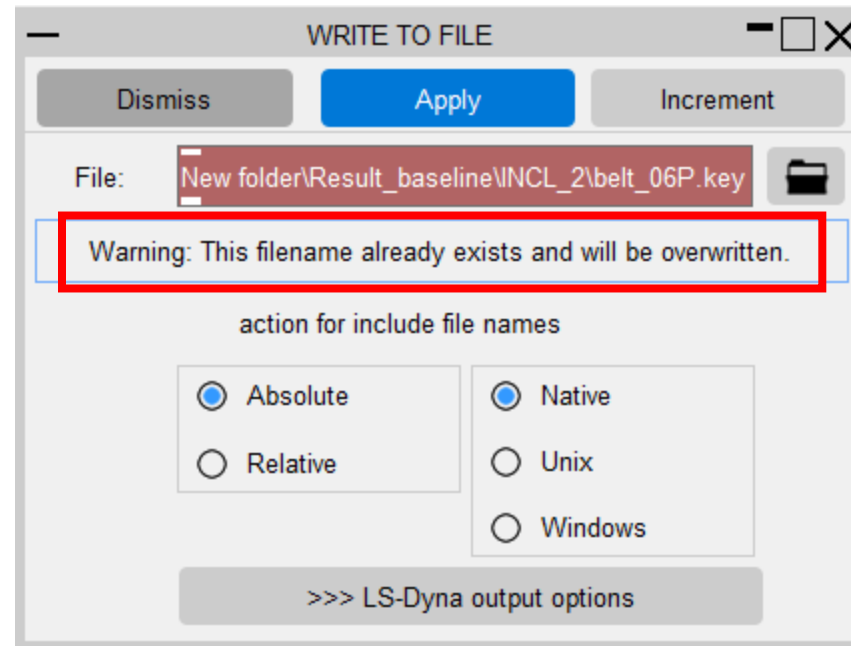 WRITE TO FILE
Dismiss Apply Increment
File: New folder\Result_baseline\INCL_2\belt_06P.key
Warning: This filename already exists and will be overwritten.
action for include file names
Absolute Native
Relative Unix
Windows
>>> LS-Dyna output options